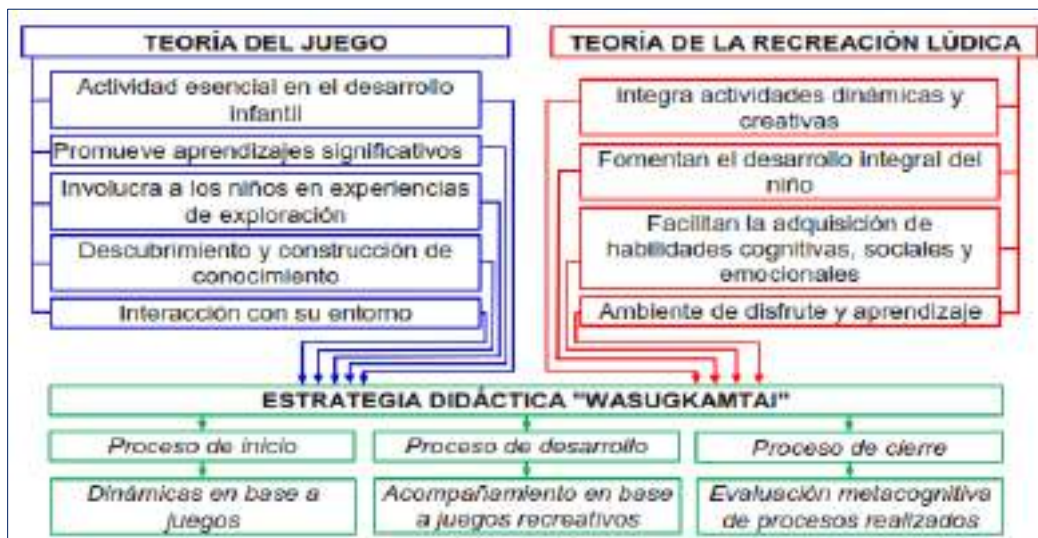 TEORÍA DEL JUEGO
Actividad esencial en el desarrollo
infantil
Promueve aprendizajes significativos
Involucra a los niños en experiencias
de exploración
Descubrimiento y construcción de
conocimiento
Interacción con su entorno
TEORÍA DE LA RECREACIÓN LÚDICA
Integra actividades dinámicas y
creativas
Fomentan el desarrollo integral del
niño
Facilitan la adquisición de
habilidades cognitivas, sociales y
emocionales
Ambiente de disfrute y aprendizaje
ESTRATEGIA DIDÁCTICA "WASUGKAMTAI"
Proceso de inicio
Dinámicas en base a
juegos
Proceso de desarrollo
Acompañamiento en base
a juegos recreativos
Proceso de cierre
Evaluación metacognitiva
de procesos realizados